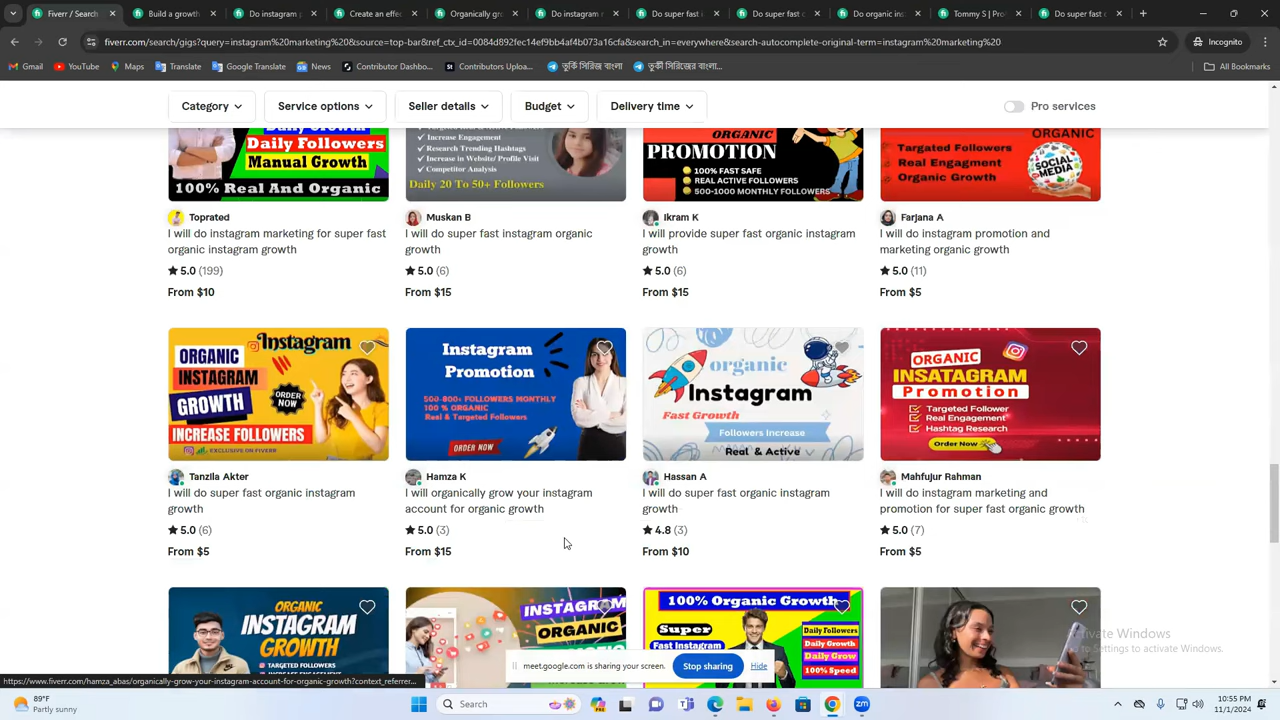 Fiverr / Sear
Build a growth
Do instagram
Create an effe
Organically gro
Do instagram
Do super fast i
Do super fast
Do organic ins
Tommy S | Pro
Do super fast
fiverr.com/search/gigs?query=instagram%20marketing%20&source=top-bar&ref_ctx_id=0084d892fec14ef9bb4af4b073a16cfa&search_in=everywhere&search-autocomplete-original-term=instagram%20marketing%20
Incognito
Gmail
YouTube
Maps
Translate
Google Translate
News
Contributor Dashbo...
Contributors Uploa...
তুর্কি সিরিজ বাংলা
তুর্কী সিরিজের বাংলা...
All Bookmarks
Category
Service options
Seller details
Budget
Delivery time
Pro services
Daily Followers
Manual Growth
100% Real And Organic
Increase Engagement
Research Trending Hashtags
Increase in Website/ Profile Visit
Competitor Analysis
Daily 20 To 50+ Followers
ORGANIC
PROMOTION
100% FAST SAFE
REAL ACTIVE FOLLOWERS
500-1000 MONTHLY FOLLOWERS
ORGANIC
Targated Followers
Real Engagment
Organic Growth
SOCIAL
MEDIA
Toprated
Muskan B
Ikram K
Farjana A
I will do instagram marketing for super fast
organic instagram growth
I will do super fast instagram organic
growth
I will provide super fast organic instagram
growth
I will do instagram promotion and
marketing organic growth
5.0 (199)
5.0 (6)
5.0 (6)
5.0 (11)
From $10
From $15
From $15
From $5
Instagram
ORGANIC
INSTAGRAM
GROWTH
ORDER
NOW
INCREASE FOLLOWERS
EXCLUSIVE ON FIVERR
Instagram
Promotion
500-800+ FOLLOWERS MONTHLY
100 % ORGANIC
Real & Targeted Followers
ORDER NOW
organic
Instagram
Fast Growth
Followers Increase
Real & Active
ORGANIC
INSATAGRAM
Promotion
Targeted Follower
Real Engagement
Hashtag Research
Order Now
Tanzila Akter
Hamza K
Hassan A
Mahfujur Rahman
I will do super fast organic instagram
growth
I will organically grow your instagram
account for organic growth
I will do super fast organic instagram
growth
I will do instagram marketing and
promotion for super fast organic growth
5.0 (6)
5.0 (3)
4.8 (3)
5.0 (7)
From $5
From $15
From $10
From $5
ORGANIC
INSTAGRAM
GROWTH
TARGETED FOLLOWERS
INSTAGRAM
ORGANIC
100% Organic Growth
Super
Fast Instagram
Daily Followers
Daily Growth
Daily Grow
100% Speed
Activate Windows
to Settings to activate Windows.
meet.google.com is sharing your screen.
Stop sharing
Hide
https://www.fiverr.com/hamza_abas/organically-grow-your-instagram-account-for-organic-growth?context_referrer...
89°F
Partly sunny
Search
10:55 PM
11/1/2024